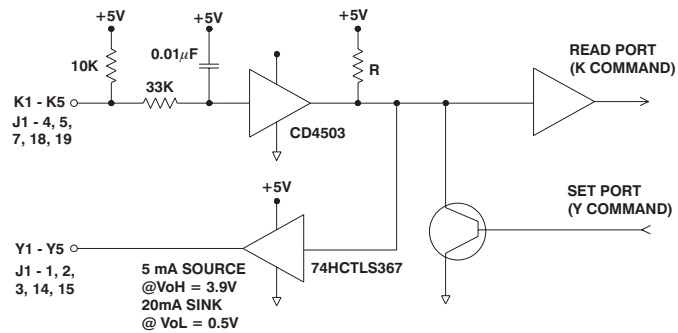 +5V
+5V
+5V
10K
0.01μF
33K
R
READ PORT
(K COMMAND)
K1 - K5
J1 - 4, 5,
7, 18, 19
CD4503
+5V
SET PORT
(Y COMMAND)
Y1 - Y5
J1 - 1, 2,
3, 14, 15
5 mA SOURCE
@VoH = 3.9V
20mA SINK
@ VoL = 0.5V
74HCTLS367